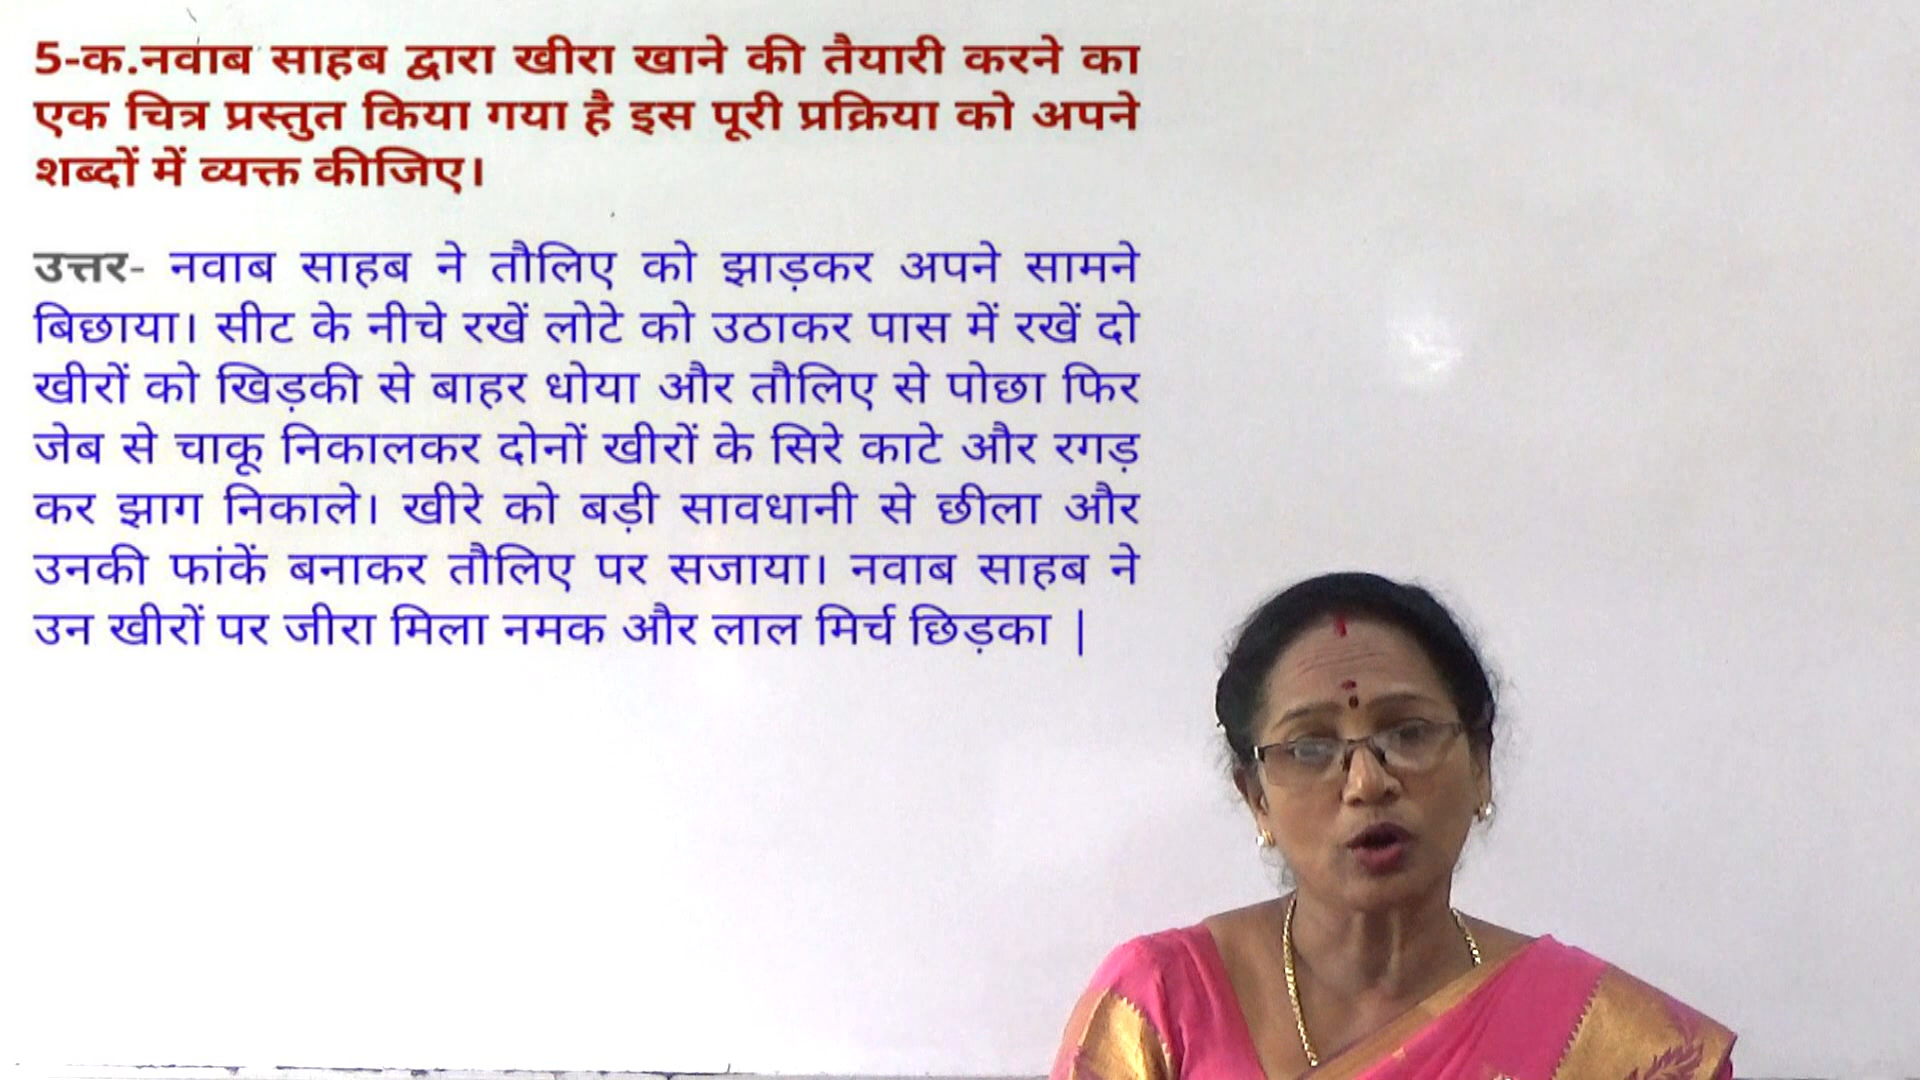 5-क.नवाब साहब द्वारा खीरा खाने की तैयारी करने का
एक चित्र प्रस्तुत किया गया है इस पूरी प्रक्रिया को अपने
शब्दों में व्यक्त कीजिए।
उत्तर- नवाब साहब ने तौलिए को झाड़कर अपने सामने
बिछाया। सीट के नीचे रखें लोटे को उठाकर पास में रखें दो
खीरों को खिड़की से बाहर धोया और तौलिए से पोछा फिर
जेब से चाकू निकालकर दोनों खीरों के सिरे काटे और रगड़
कर झाग निकाले। खीरे को बड़ी सावधानी से छीला और
उनकी फांकें बनाकर तौलिए पर सजाया। नवाब साहब ने
उन खीरों पर जीरा मिला नमक और लाल मिर्च छिड़का |